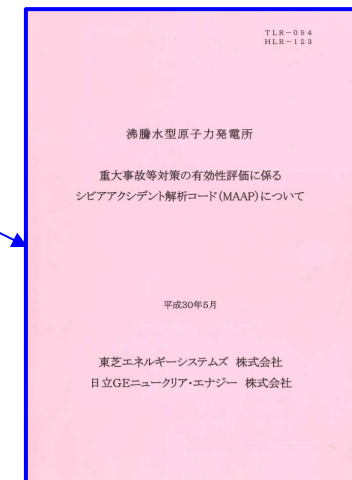 TLR-094
HLR-123
沸騰水型原子力発電所
重大事故等対策の有効性評価に係る
シビアアクシデント解析コード(MAAP)について
平成30年5月
東芝エネルギーシステムズ 株式会社
日立GEニュークリア・エナジー 株式会社